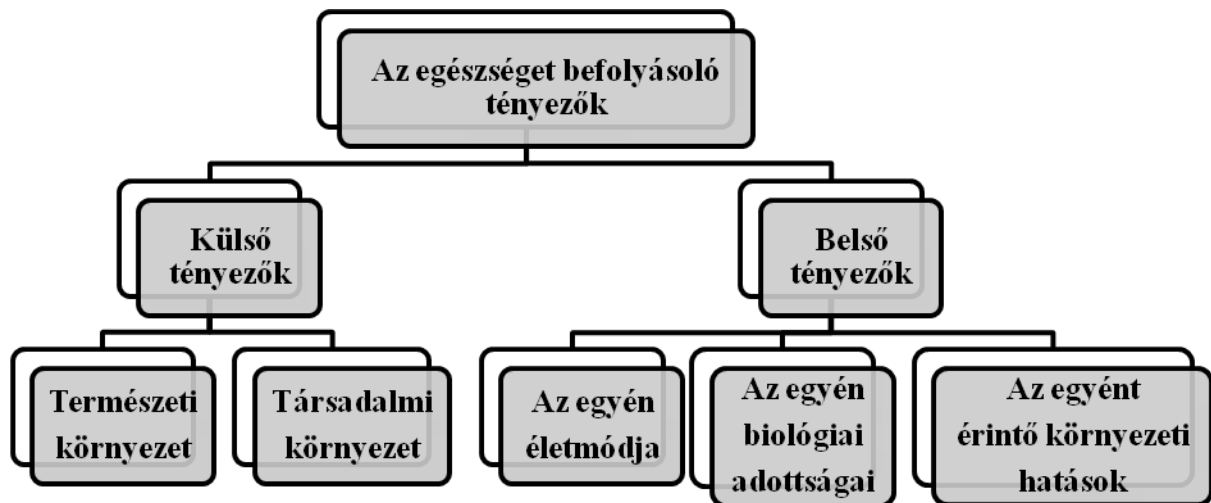 Az egészséget befolyásoló
tényezők
Külső
tényezők
Belső
tényezők
Természeti
környezet
Társadalmi
környezet
Az egyén
életmódja
Az egyén
biológiai
adottságai
Az egyént
érintő környezeti
hatások